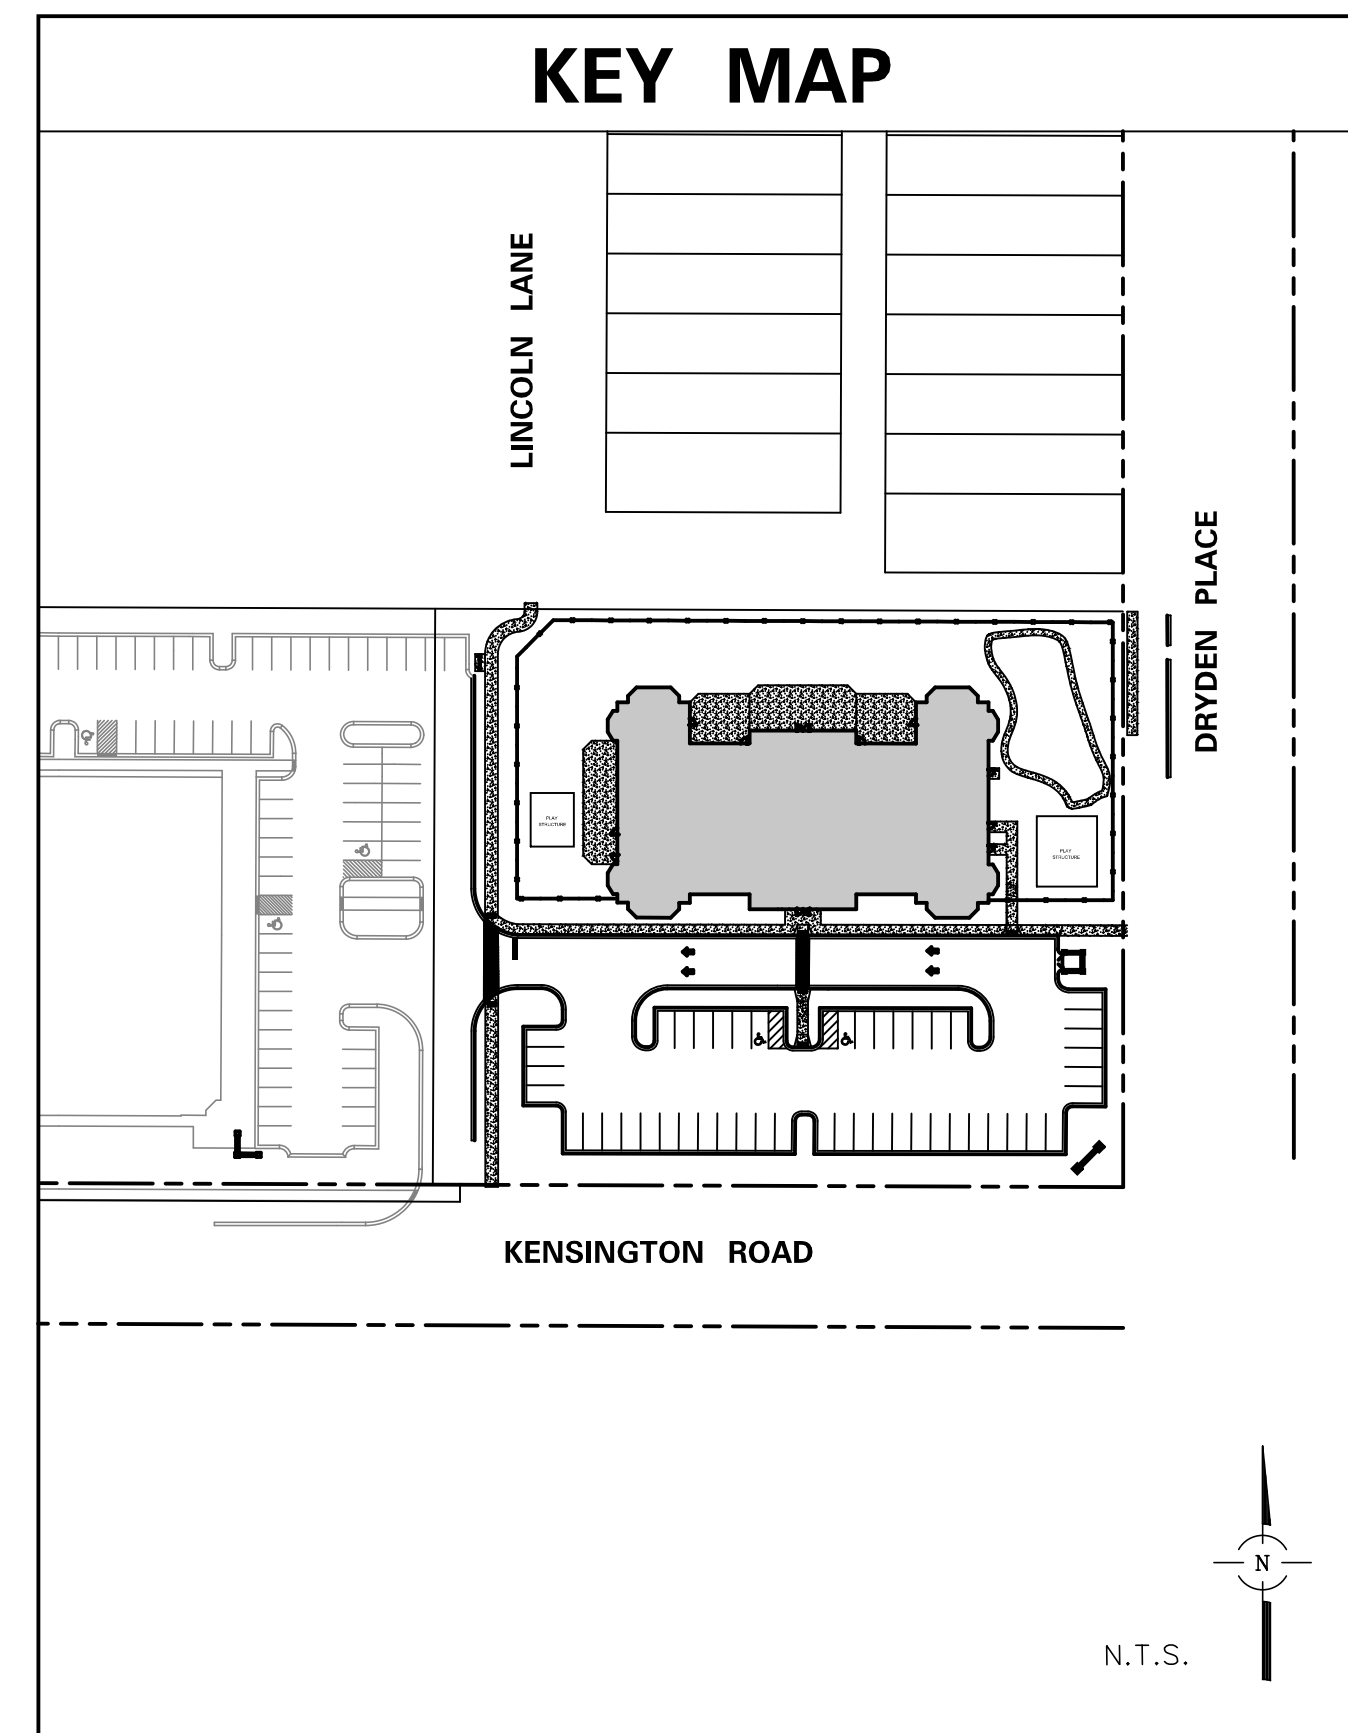 KEY MAP
LINCOLN LANE
DRYDEN PLACE
PLAY
STRUCTURE
PLAY
STRUCTURE
KENSINGTON ROAD
N
N.T.S.